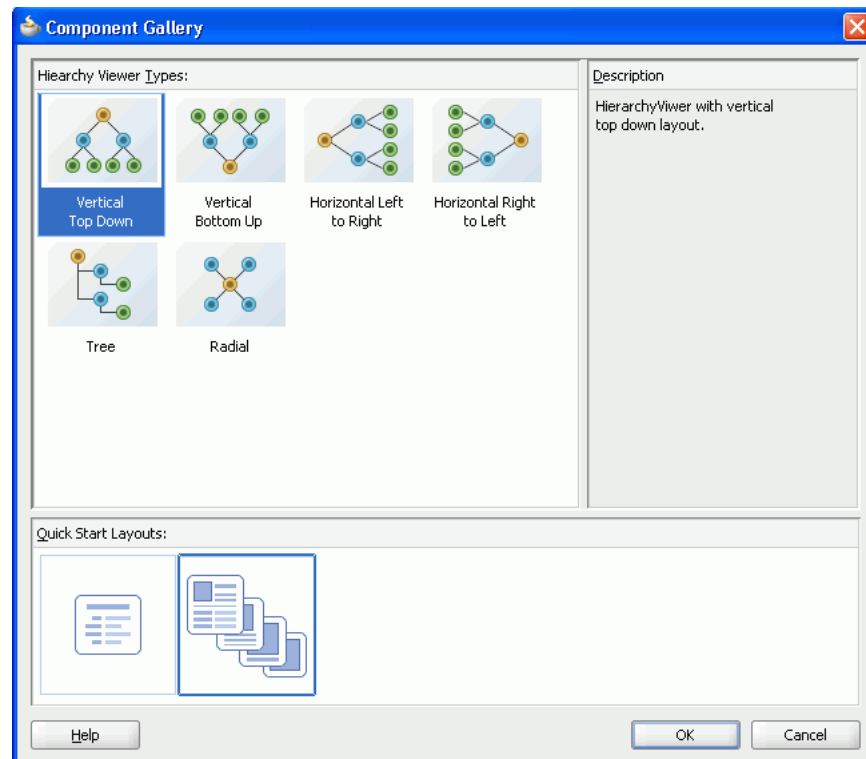 Component Gallery
Hiearchy Viewer Types:
Vertical
Top Down
Vertical
Bottom Up
Horizontal Left
to Right
Horizontal Right
to Left
Tree
Radial
Description
HierarchyViwer with vertical
top down layout.
Quick Start Layouts:
Help
OK
Cancel